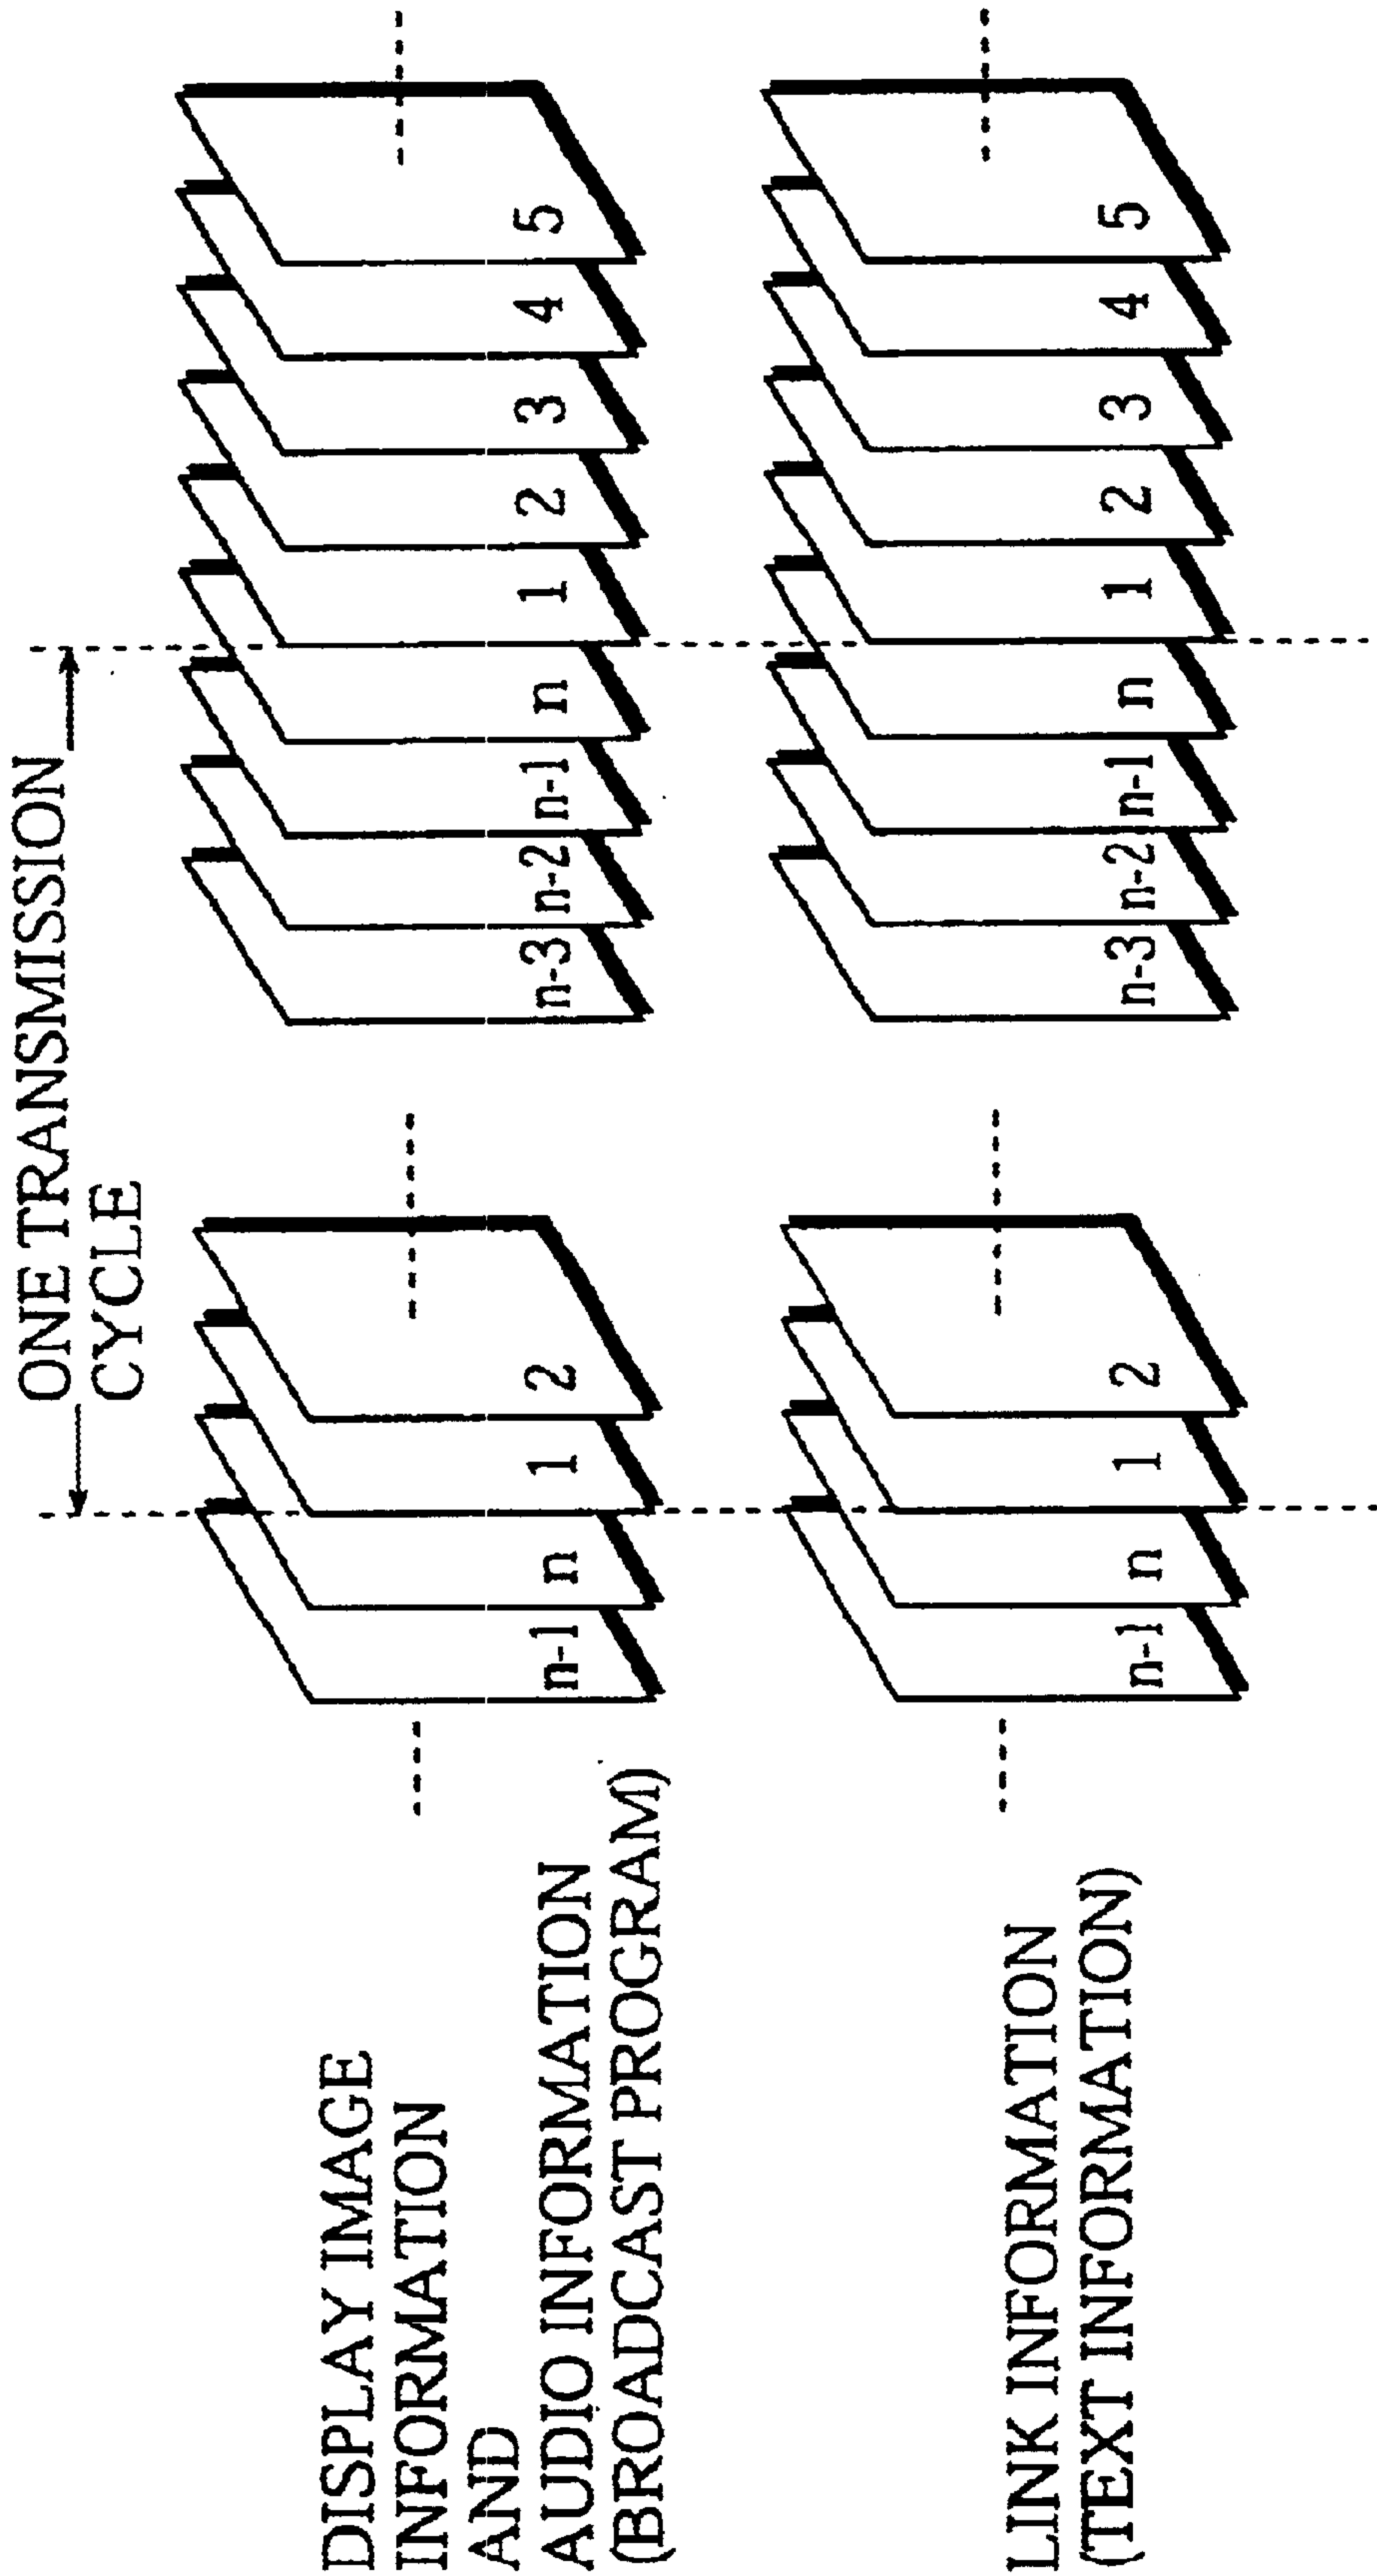 ONE TRANSMISSION
CYCLE
DISPLAY IMAGE
INFORMATION
AND
AUDIO INFORMATION
(BROADCAST PROGRAM)
n-1 n 1 2 n-3 n-2 n-1 n 1 2 3 4 5
LINK INFORMATION
(TEXT INFORMATION)
n-1 n 1 2 n-3 n-2 n-1 n 1 2 3 4 5